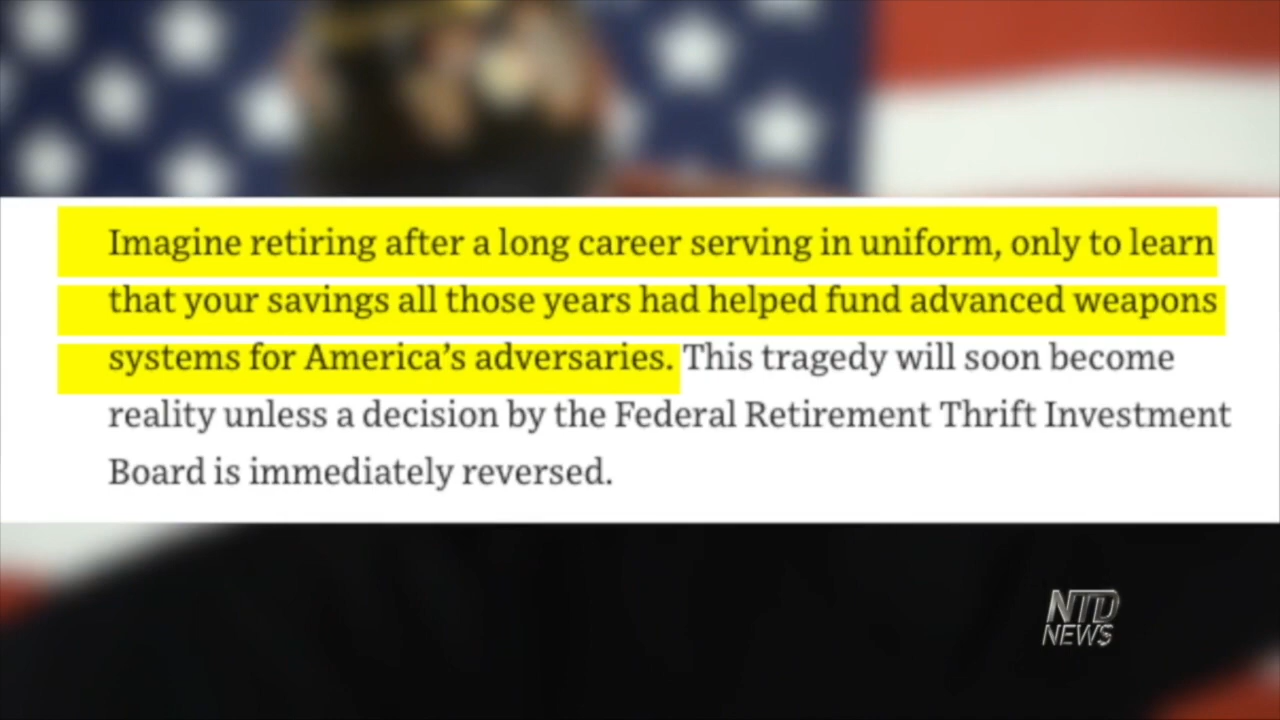 Imagine retiring after a long career serving in uniform, only to learn
that your savings all those years had helped fund advanced weapons
systems for America’s adversaries. This tragedy will soon become
reality unless a decision by the Federal Retirement Thrift Investment
Board is immediately reversed.
NTD
NEWS